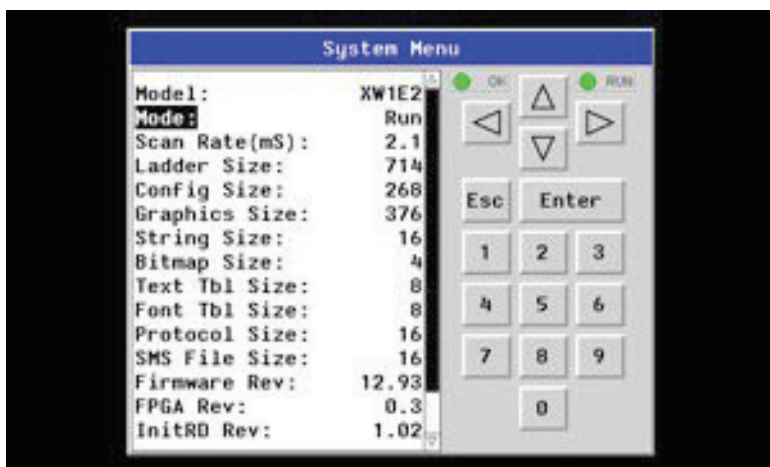 System Menu
Model: XW1E2
Mode: Run
Scan Rate(mS): 2.1
Ladder Size: 714
Config Size: 268
Graphics Size: 376
String Size: 16
Bitmap Size: 4
Text Tbl Size: 8
Font Tbl Size: 8
Protocol Size: 16
SMS File Size: 16
Firmware Rev: 12.93
FPGA Rev: 0.3
InitRD Rev: 1.02
OK RUN
Esc Enter
1 2 3
4 5 6
7 8 9
0